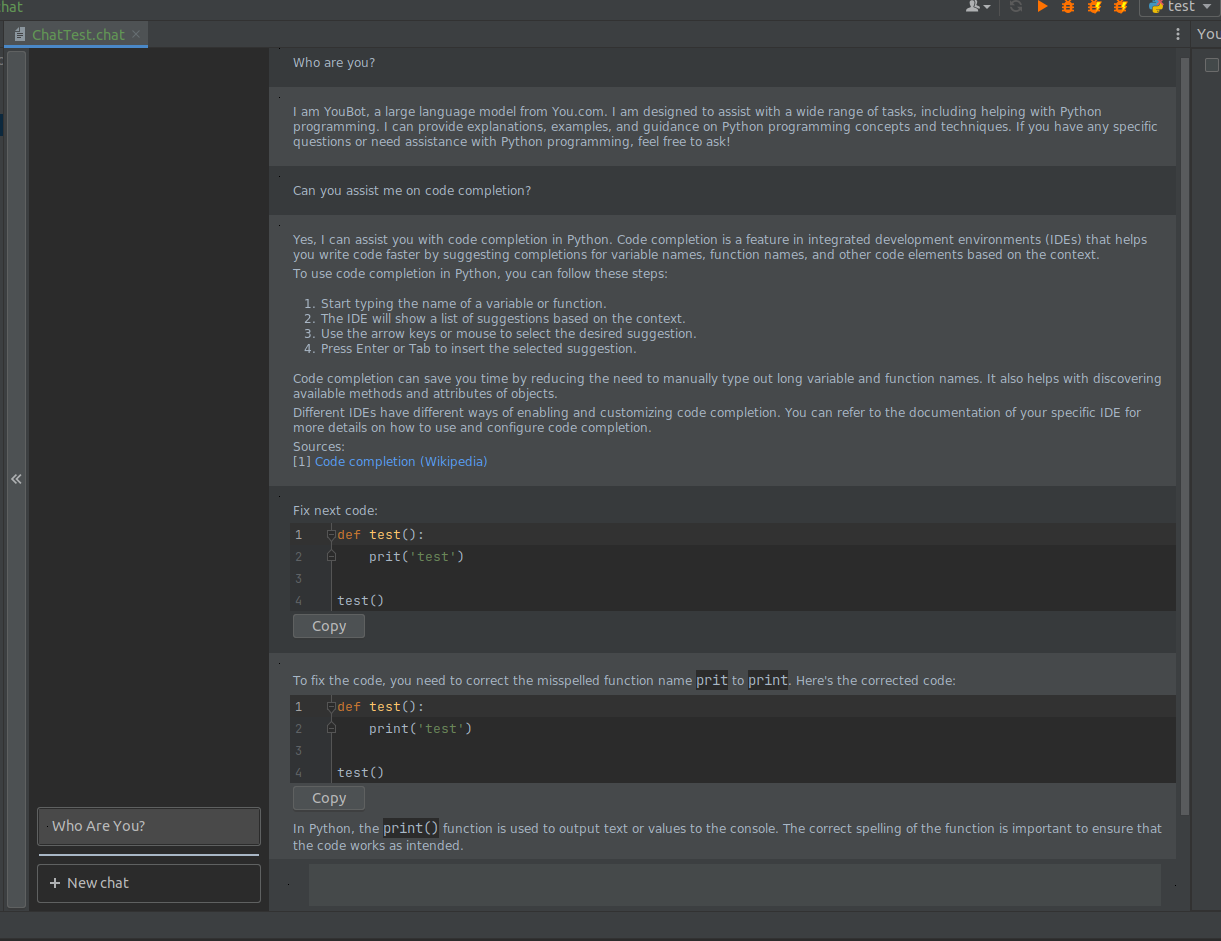 chat
test
ChatTest.chat
You
Who are you?
I am YouBot, a large language model from You.com. I am designed to assist with a wide range of tasks, including helping with Python
programming. I can provide explanations, examples, and guidance on Python programming concepts and techniques. If you have any specific
questions or need assistance with Python programming, feel free to ask!
Can you assist me on code completion?
Yes, I can assist you with code completion in Python. Code completion is a feature in integrated development environments (IDEs) that helps
you write code faster by suggesting completions for variable names, function names, and other code elements based on the context.
To use code completion in Python, you can follow these steps:
1. Start typing the name of a variable or function.
2. The IDE will show a list of suggestions based on the context.
3. Use the arrow keys or mouse to select the desired suggestion.
4. Press Enter or Tab to insert the selected suggestion.
Code completion can save you time by reducing the need to manually type out long variable and function names. It also helps with discovering
available methods and attributes of objects.
Different IDEs have different ways of enabling and customizing code completion. You can refer to the documentation of your specific IDE for
more details on how to use and configure code completion.
Sources:
[1] Code completion (Wikipedia)
Fix next code:
1 def test():
2 prit('test')
3
4 test()
Copy
To fix the code, you need to correct the misspelled function name prit to print. Here's the corrected code:
1 def test():
2 print('test')
3
4 test()
Copy
In Python, the print() function is used to output text or values to the console. The correct spelling of the function is important to ensure that
the code works as intended.
Who Are You?
+ New chat